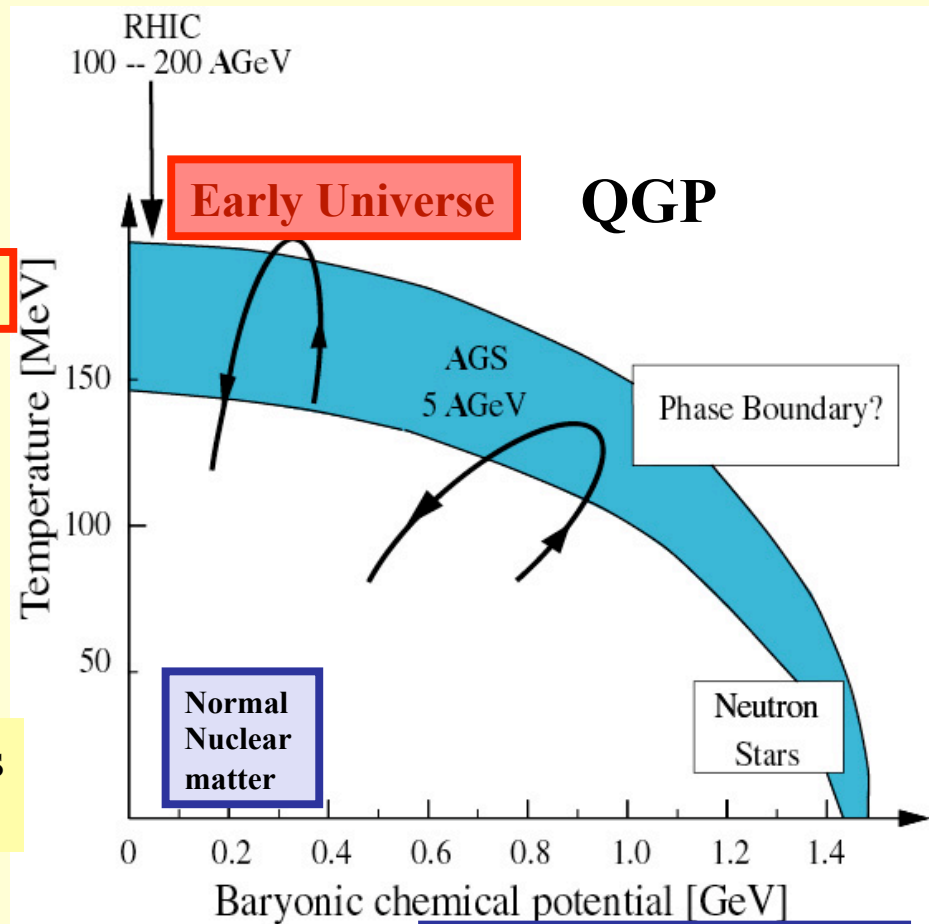 RHIC
100 -- 200 AGeV
Early Universe
QGP
Temperature [MeV]
150
100
50
AGS
5 AGeV
Phase Boundary?
Normal
Nuclear
matter
Neutron
Stars
s
0 0.2 0.4 0.6 0.8 1.0 1.2 1.4
Baryonic chemical potential [GeV]